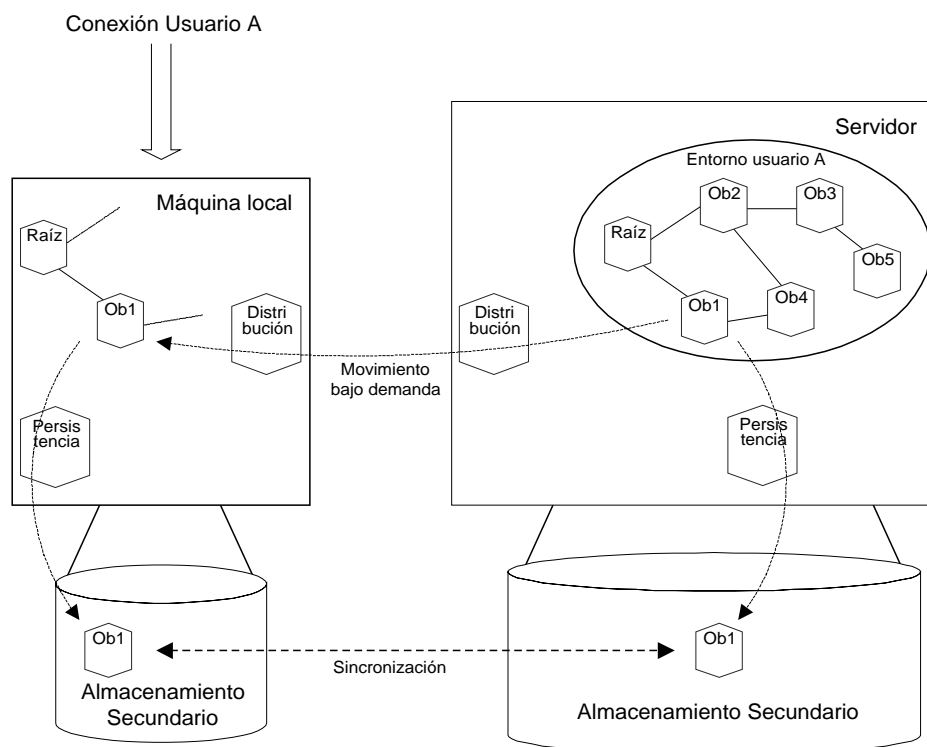 Conexión Usuario A
Servidor
Entorno usuario A
Máquina local
Raíz
Ob1
Distri
bución
Persis
tencia
Movimiento
bajo demanda
Distri
bución
Raíz
Ob2
Ob3
Ob5
Ob1
Ob4
Persis
tencia
Ob1
Almacenamiento
Secundario
Sincronización
Ob1
Almacenamiento Secundario